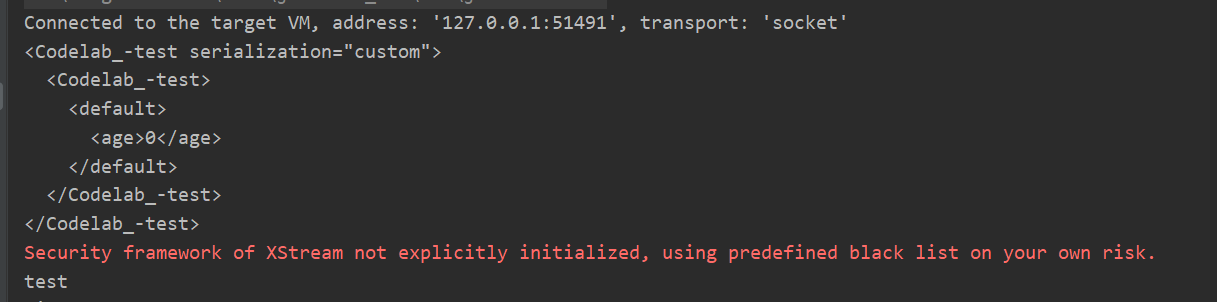 Connected to the target VM, address: '127.0.0.1:51491', transport: 'socket'
<Codelab_-test serialization="custom">
  <Codelab_-test>
    <default>
      <age>0</age>
    </default>
  </Codelab_-test>
</Codelab_-test>
Security framework of XStream not explicitly initialized, using predefined black list on your own risk.
test